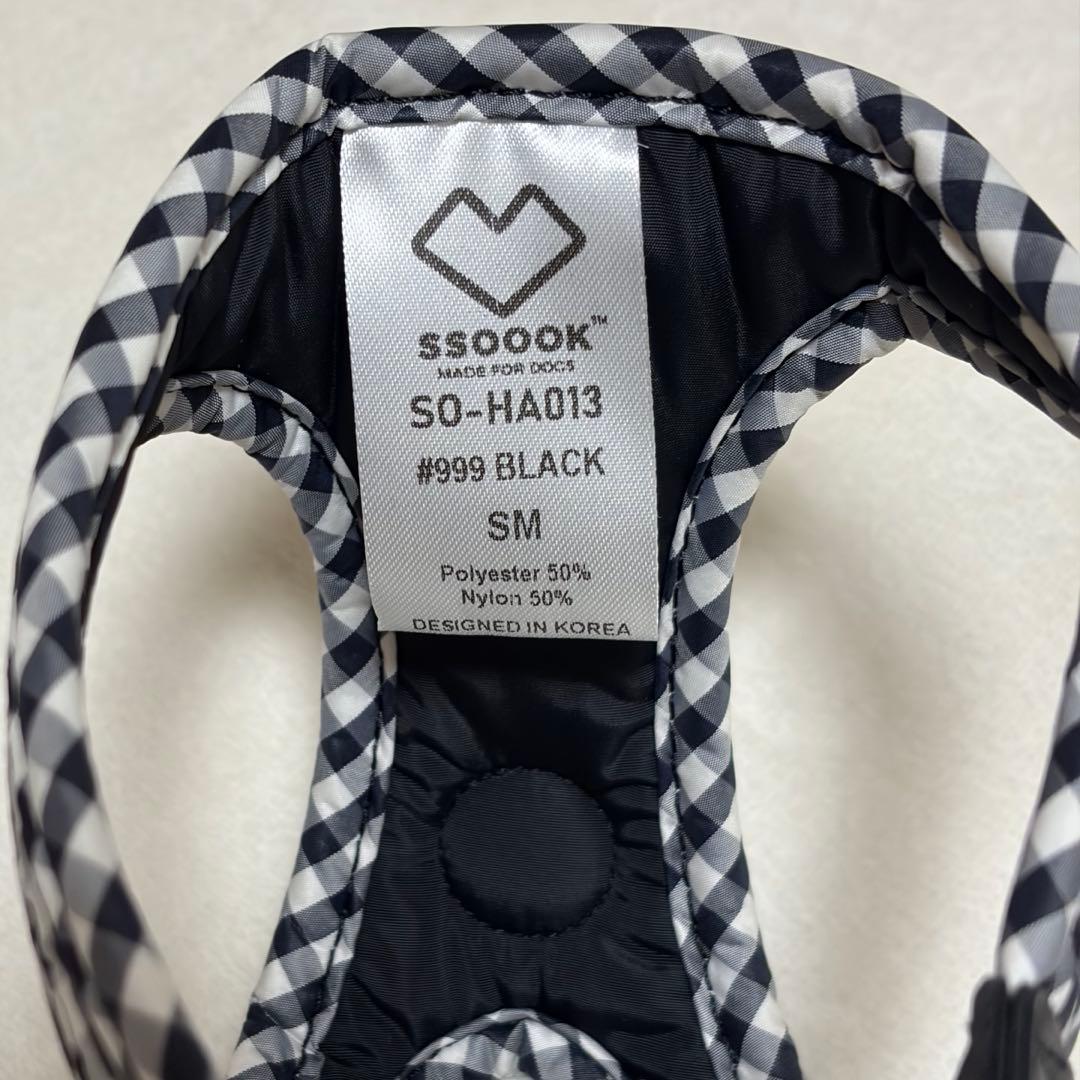 SSOOOK™
MADE FOR DOGS
SO-HA013
#999 BLACK
SM
Polyester 50%
Nylon 50%
DESIGNED IN KOREA